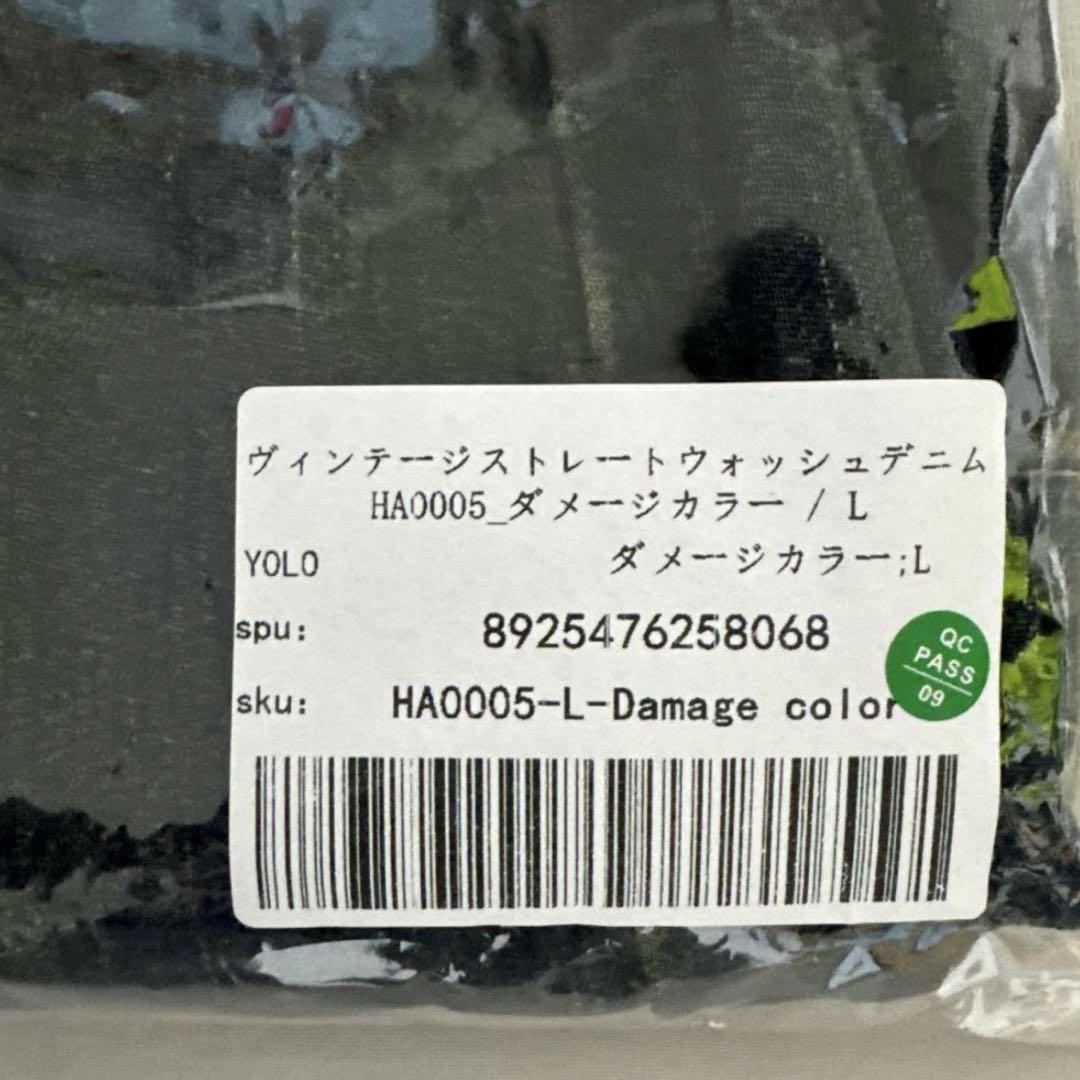 ヴィンテージストレートウォッシュデニム
HA0005_ダメージカラー / L
YOLO ダメージカラー;L
spu: 8925476258068
sku: HA0005-L-Damage color
QC
PASS
09